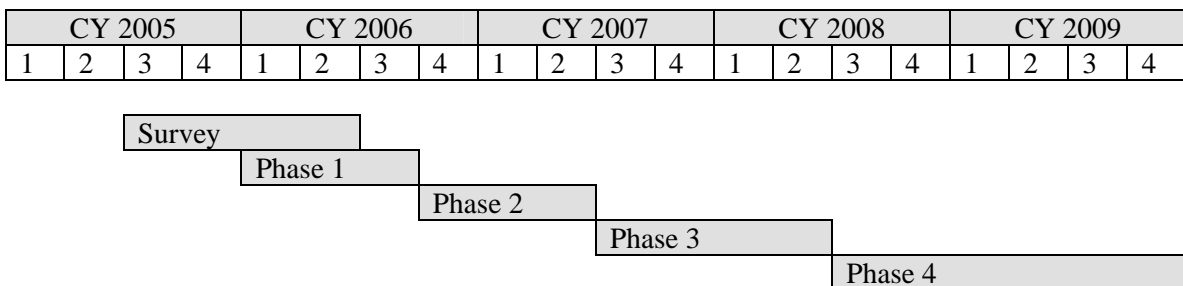 CY 2005 CY 2006 CY 2007 CY 2008 CY 2009
1 2 3 4 1 2 3 4 1 2 3 4 1 2 3 4 1 2 3 4
Survey
Phase 1
Phase 2
Phase 3
Phase 4